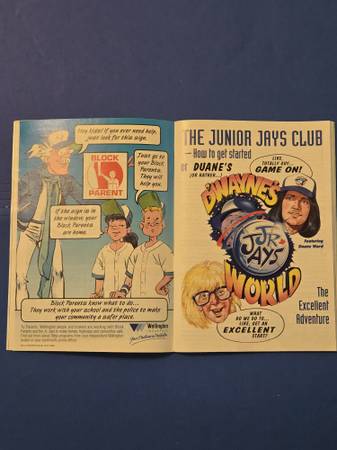 Hey kids! If you ever need help,
just look for this sign.
BLOCK
PARENT
Then go to
your Block
Parents.
They will
help you.
If the sign is in
the window, your
Block Parents
are home.
Block Parents know what to do...
They work with your school and the police to make
your community a safer place.
Wellington
THE JUNIOR JAYS CLUB
— How to get started
at DUANE'S
(OR RATHER...)
LIKE,
TOTALLY GUY...
GAME ON!
DWAYNE'S
JR.
JAYS
WORLD
Featuring
Duane Ward
The
Excellent
Adventure
WHAT
DO WE DO TO...
LIKE, GET AN
EXCELLENT
START?